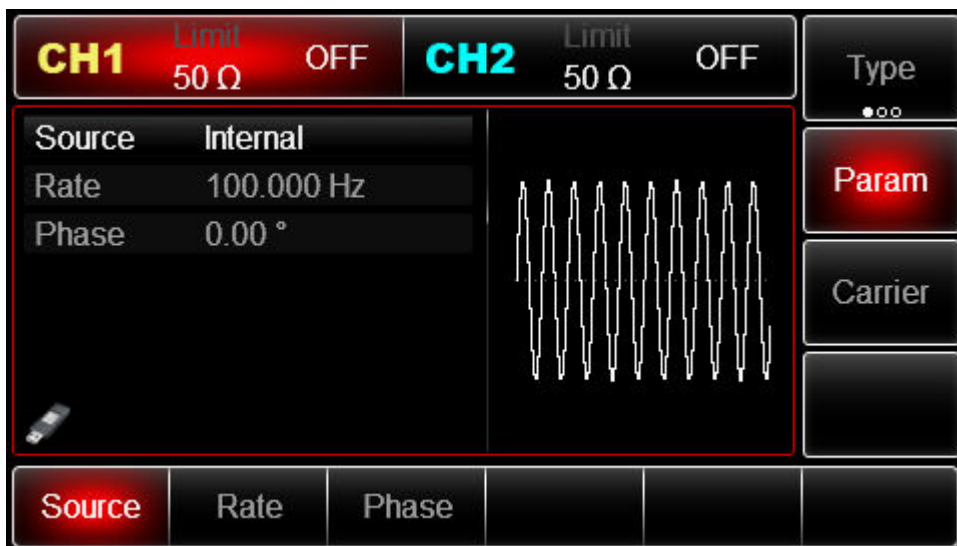 CH1 Limit 50 Ω OFF
CH2 Limit 50 Ω OFF
Type
Source Internal
Rate 100.000 Hz
Phase 0.00 °
Param
Carrier
Source Rate Phase